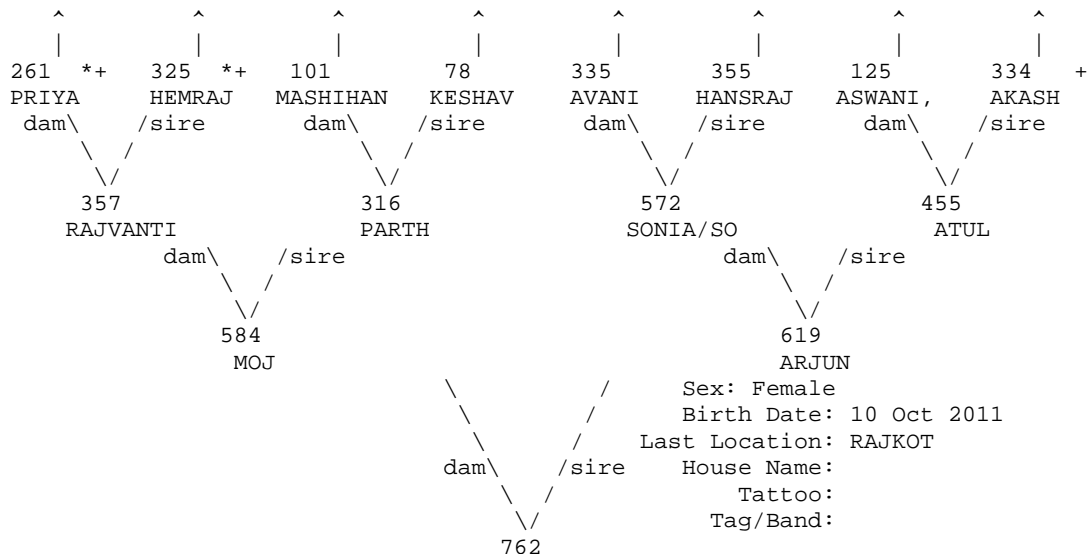 ^ ^ ^ ^ ^ ^ ^ ^
| | | | | | | |
261 *+ 325 *+ 101 78 335 355 125 334 +
PRIYA HEMRAJ MASHIHAN KESHAV AVANI HANSRAJ ASWANI, AKASH
dam\ /sire dam\ /sire dam\ /sire dam\ /sire
\ / \ / \ / \ /
\/ \/ \/ \/
357 316 572 455
RAJVANTI PARTH SONIA/SO ATUL
dam\ /sire dam\ /sire
\ / \ /
\/ \/
584 619
MOJ ARJUN
\ / Sex: Female
\ / Birth Date: 10 Oct 2011
\ / Last Location: RAJKOT
dam\ /sire House Name:
\ / Tattoo:
\/ Tag/Band:
762